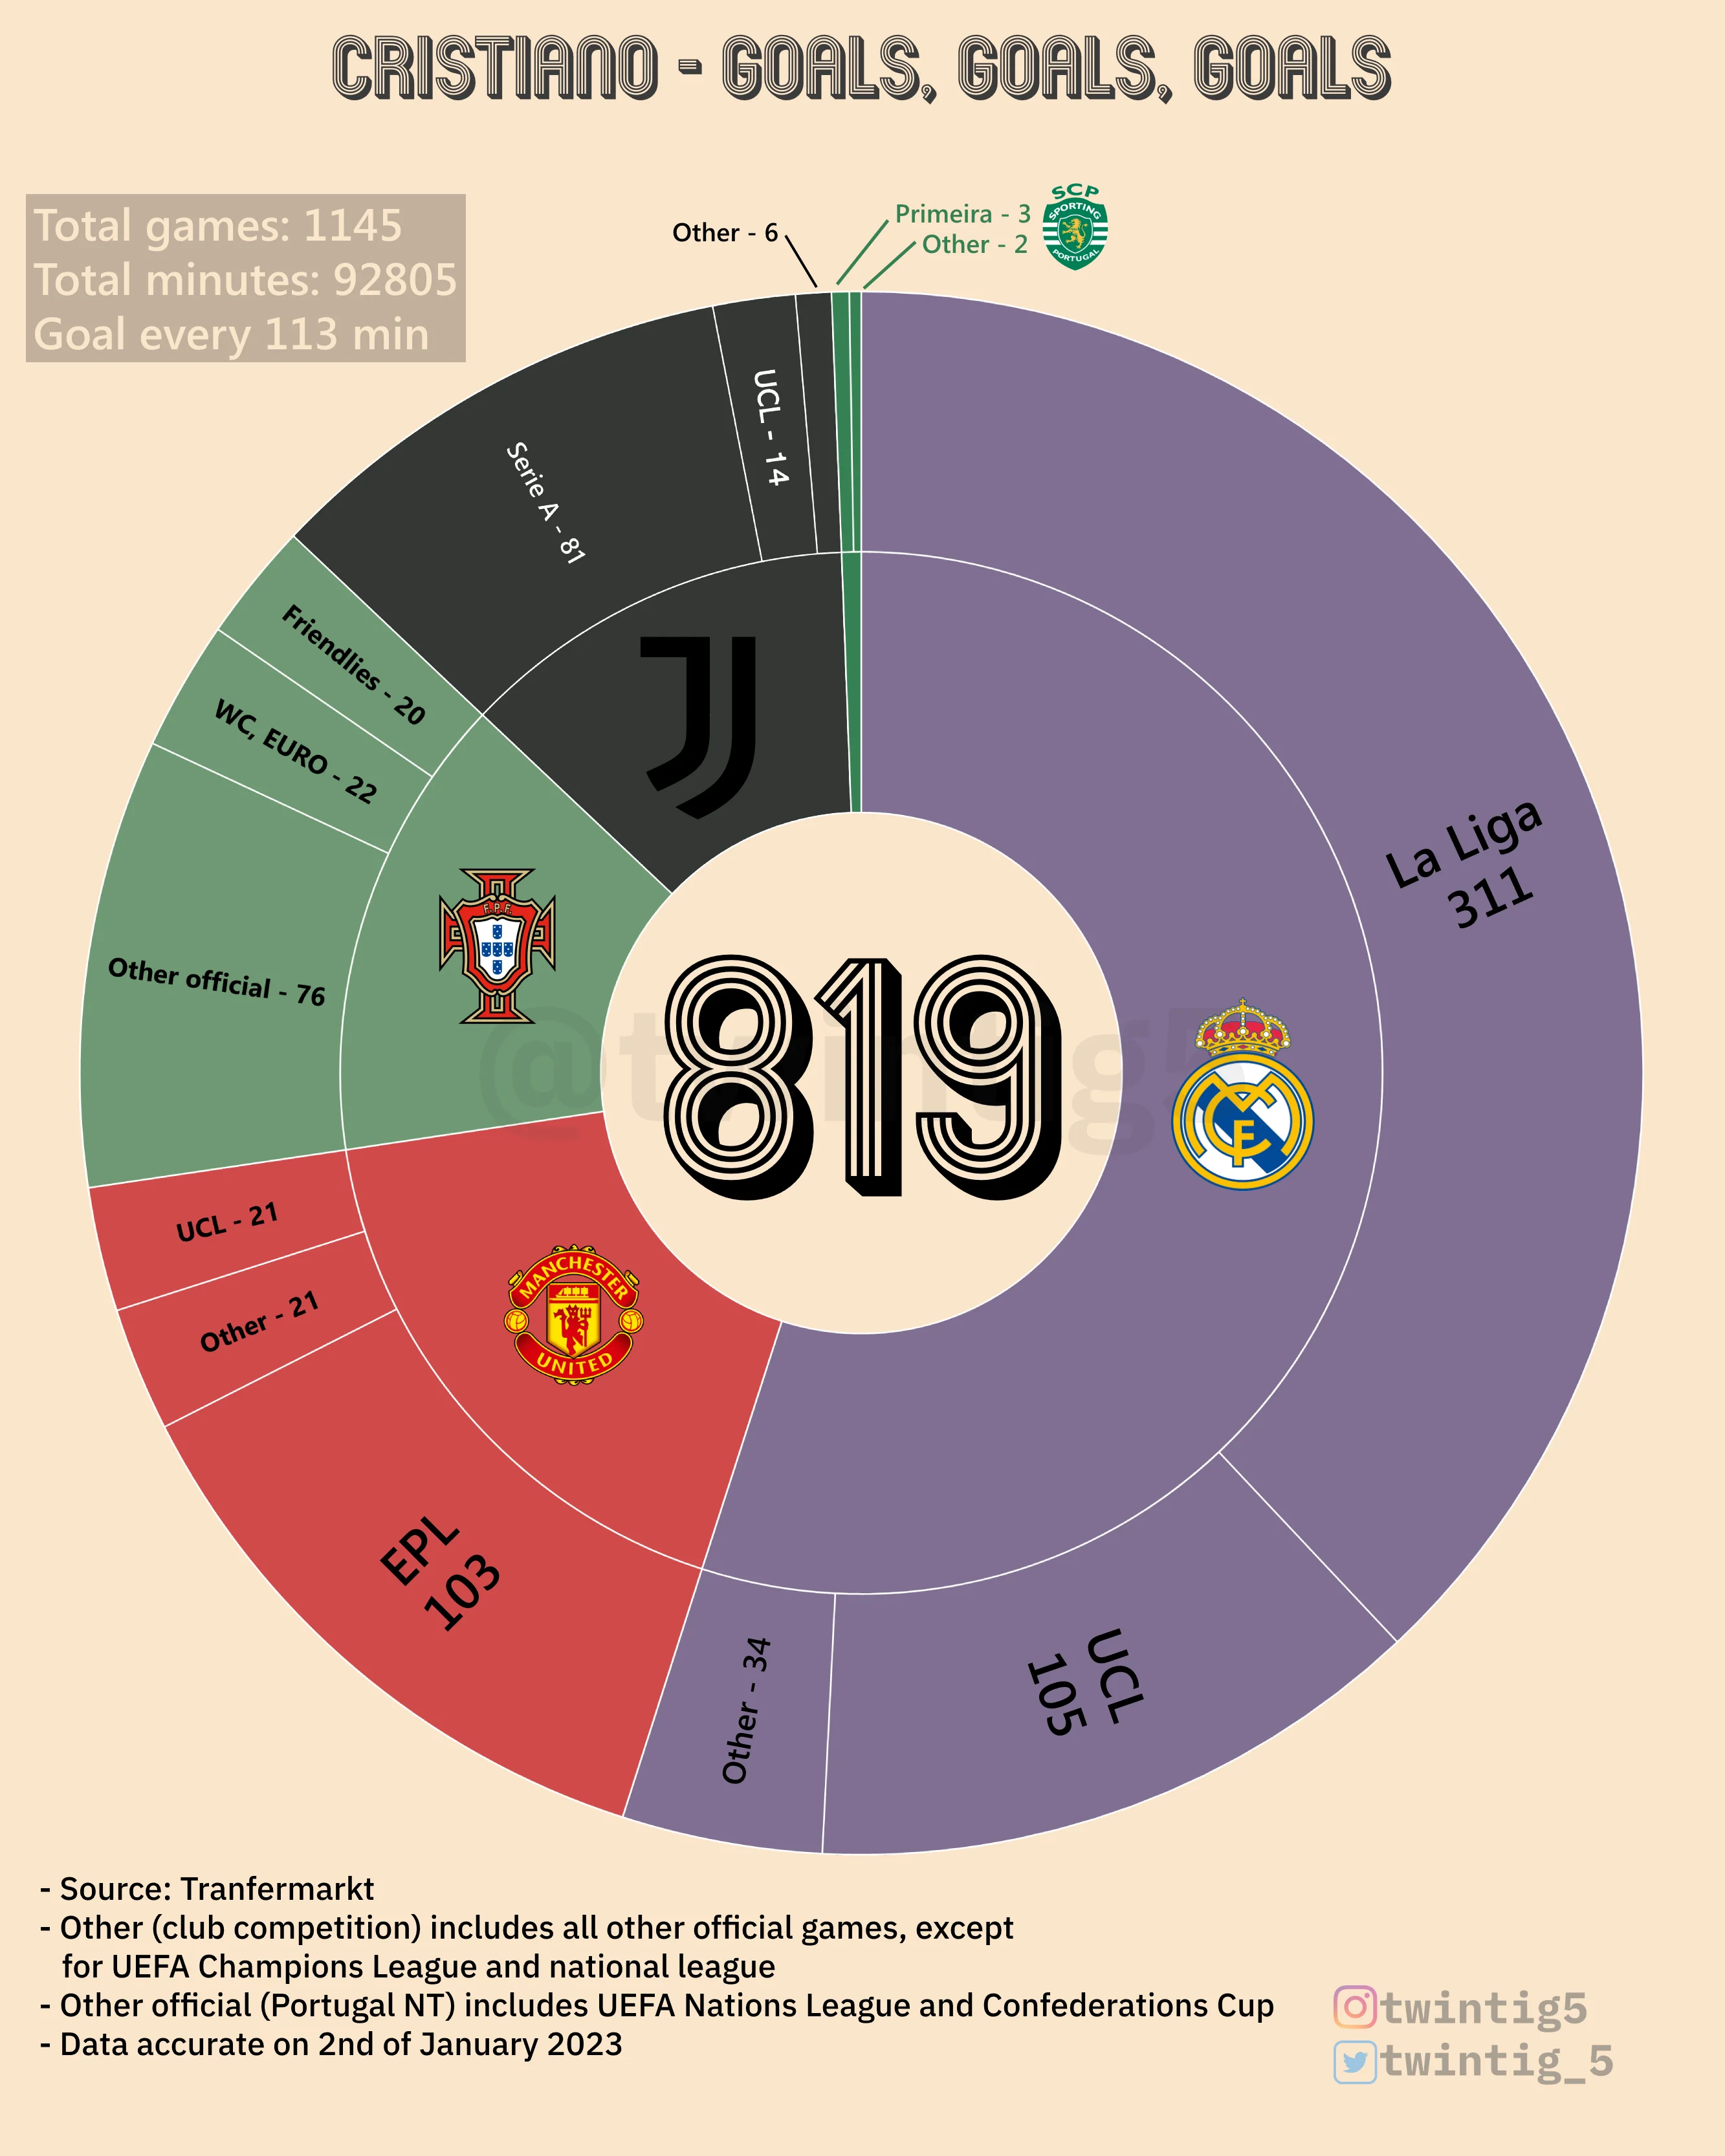 CRISTIANO - GOALS, GOALS, GOALS
Total games: 1145
Total minutes: 92805
Goal every 113 min
Other - 6
Primeira - 3
Other - 2
SCP
SPORTING
PORTUGAL
UCL - 14
Serie A - 81
Friendlies - 20
WC, EURO - 22
Other official - 76
F.P.F.
La Liga
311
819
@twintig5
UCL - 21
Other - 21
MANCHESTER
UNITED
EPL
103
Other - 34
UCL
105
- Source: Tranfermarkt
- Other (club competition) includes all other official games, except
for UEFA Champions League and national league
- Other official (Portugal NT) includes UEFA Nations League and Confederations Cup
- Data accurate on 2nd of January 2023
twintig5
twintig_5